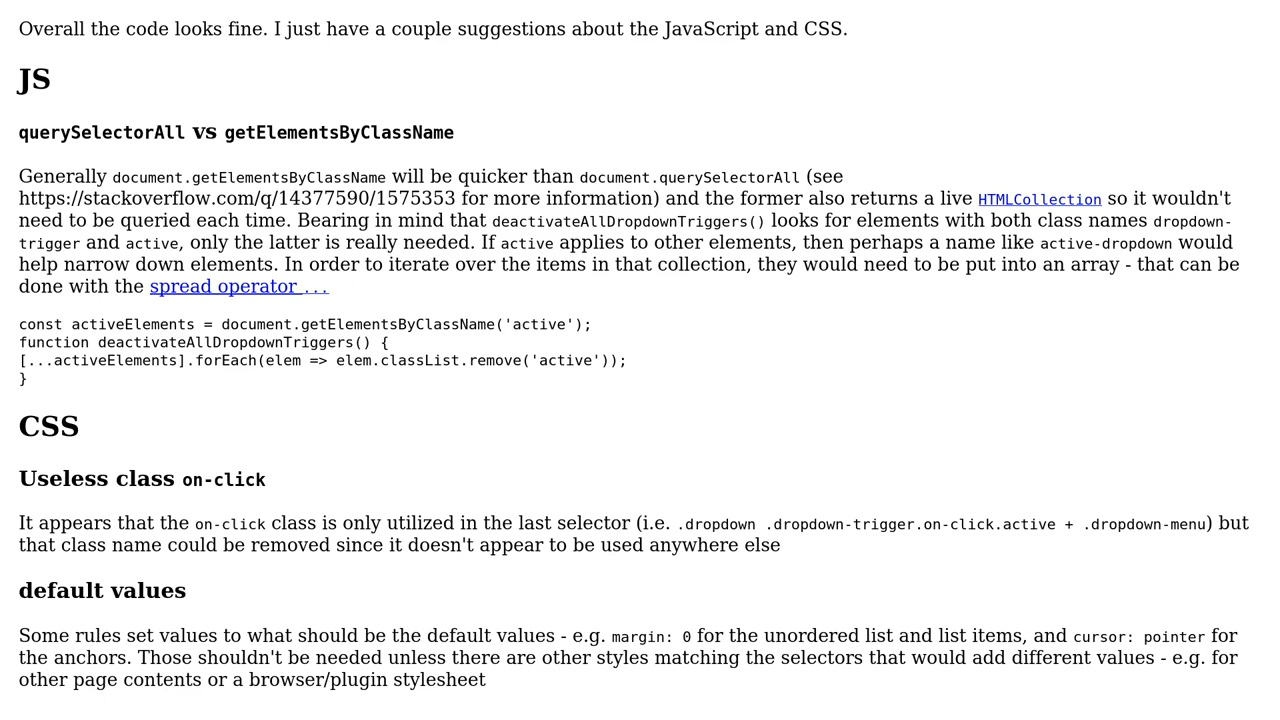 Overall the code looks fine. I just have a couple suggestions about the JavaScript and CSS.
JS
querySelectorAll vs getElementsByClassName
Generally document.getElementsByClassName will be quicker than document.querySelectorAll (see
https://stackoverflow.com/q/14377590/1575353 for more information) and the former also returns a live HTMLCollection so it wouldn't
need to be queried each time. Bearing in mind that deactivateAllDropdownTriggers() looks for elements with both class names dropdown-
trigger and active, only the latter is really needed. If active applies to other elements, then perhaps a name like active-dropdown would
help narrow down elements. In order to iterate over the items in that collection, they would need to be put into an array - that can be
done with the spread operator ...
const activeElements = document.getElementsByClassName('active');
function deactivateAllDropdownTriggers() {
[...activeElements].forEach(elem => elem.classList.remove('active'));
}
CSS
Useless class on-click
It appears that the on-click class is only utilized in the last selector (i.e. .dropdown .dropdown-trigger.on-click.active + .dropdown-menu) but
that class name could be removed since it doesn't appear to be used anywhere else
default values
Some rules set values to what should be the default values - e.g. margin: 0 for the unordered list and list items, and cursor: pointer for
the anchors. Those shouldn't be needed unless there are other styles matching the selectors that would add different values - e.g. for
other page contents or a browser/plugin stylesheet